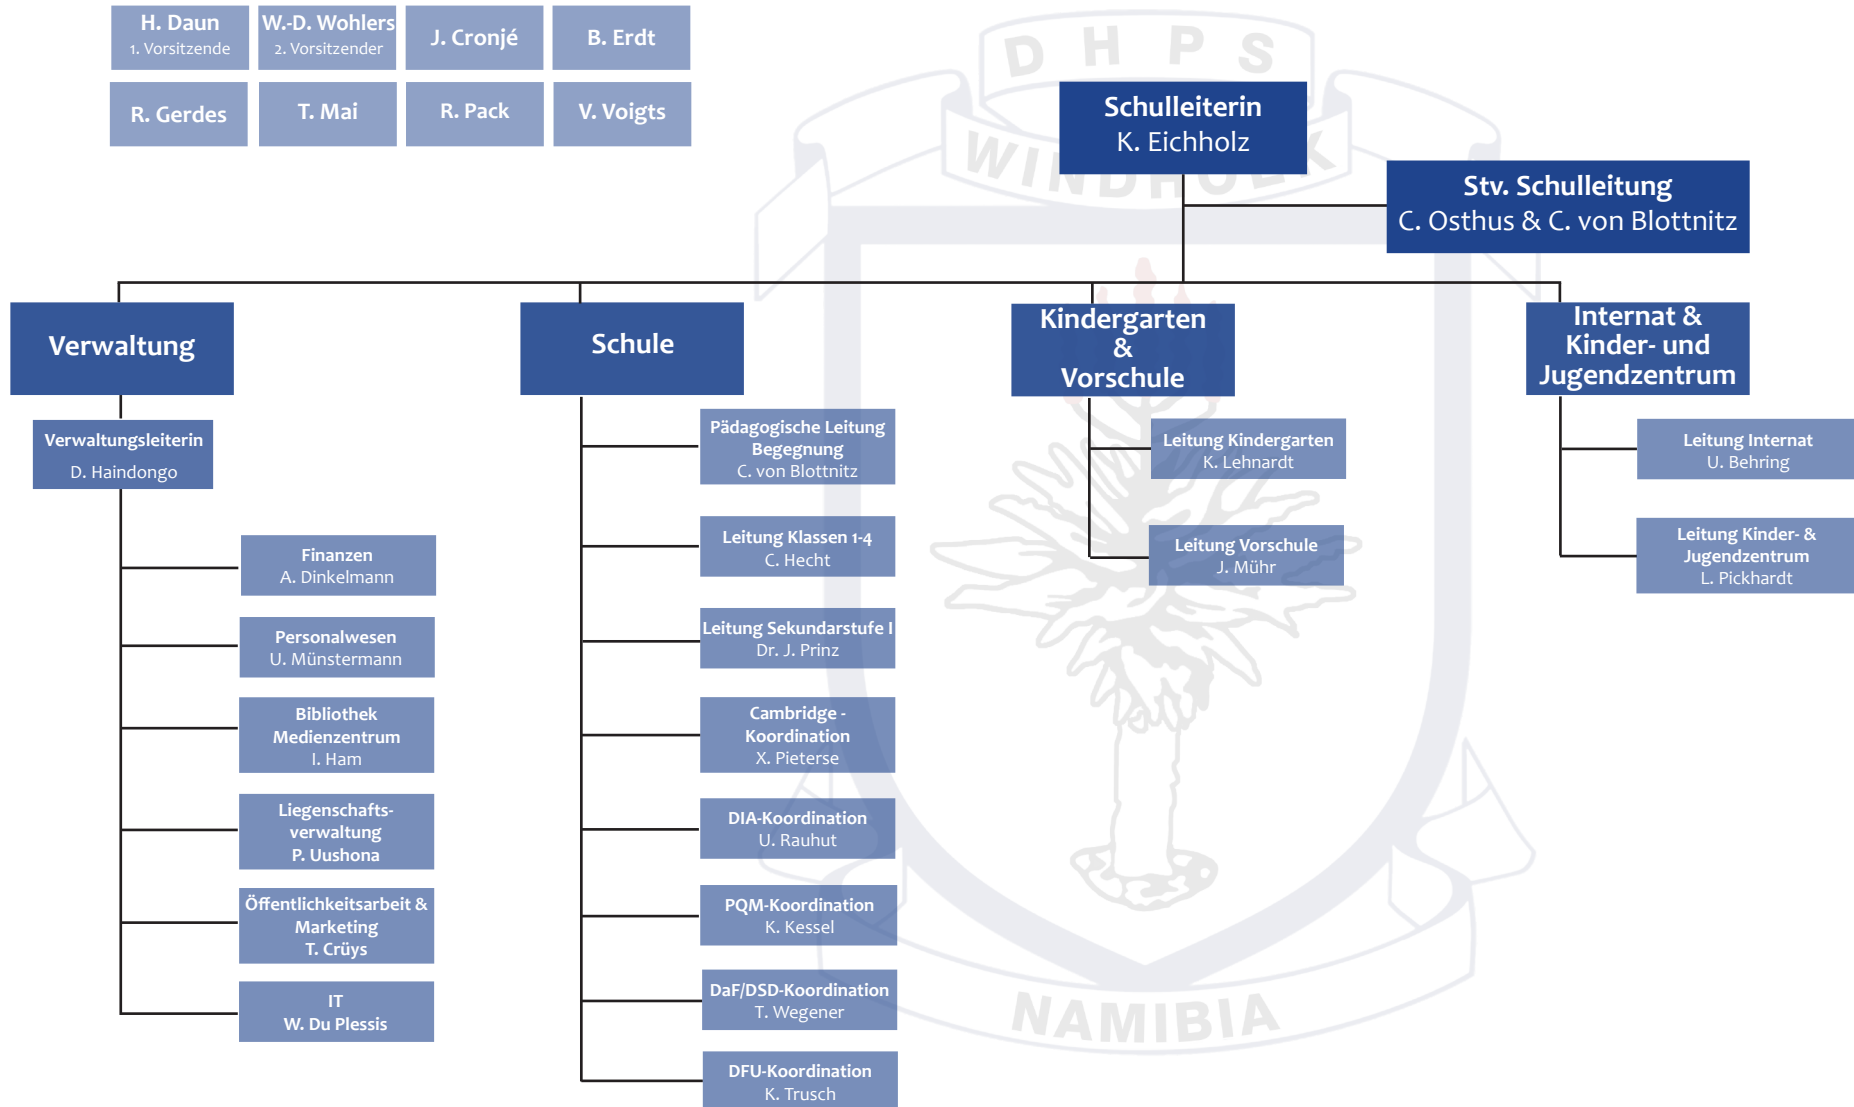 H. Daun
1. Vorsitzende
W.-D. Wohlers
2. Vorsitzender
J. Cronjé
B. Erdt
R. Gerdes
T. Mai
R. Pack
V. Voigts
D H P S
WINDHOEK
Schulleiterin
K. Eichholz
Stv. Schulleitung
C. Osthus & C. von Blottnitz
Verwaltung
Schule
Kindergarten
&
Vorschule
Internat &
Kinder- und
Jugendzentrum
Verwaltungsleiterin
D. Haindongo
Finanzen
A. Dinkelmann
Personalwesen
U. Münstermann
Bibliothek
Medienzentrum
I. Ham
Liegenschafts-
verwaltung
P. Uushona
Öffentlichkeitsarbeit &
Marketing
T. Crüys
IT
W. Du Plessis
Pädagogische Leitung
Begegnung
C. von Blottnitz
Leitung Klassen 1-4
C. Hecht
Leitung Sekundarstufe I
Dr. J. Prinz
Cambridge -
Koordination
X. Pieterse
DIA-Koordination
U. Rauhut
PQM-Koordination
K. Kessel
DaF/DSD-Koordination
T. Wegener
DFU-Koordination
K. Trusch
Leitung Kindergarten
K. Lehnardt
Leitung Vorschule
J. Mühr
Leitung Internat
U. Behring
Leitung Kinder- &
Jugendzentrum
L. Pickhardt
NAMIBIA